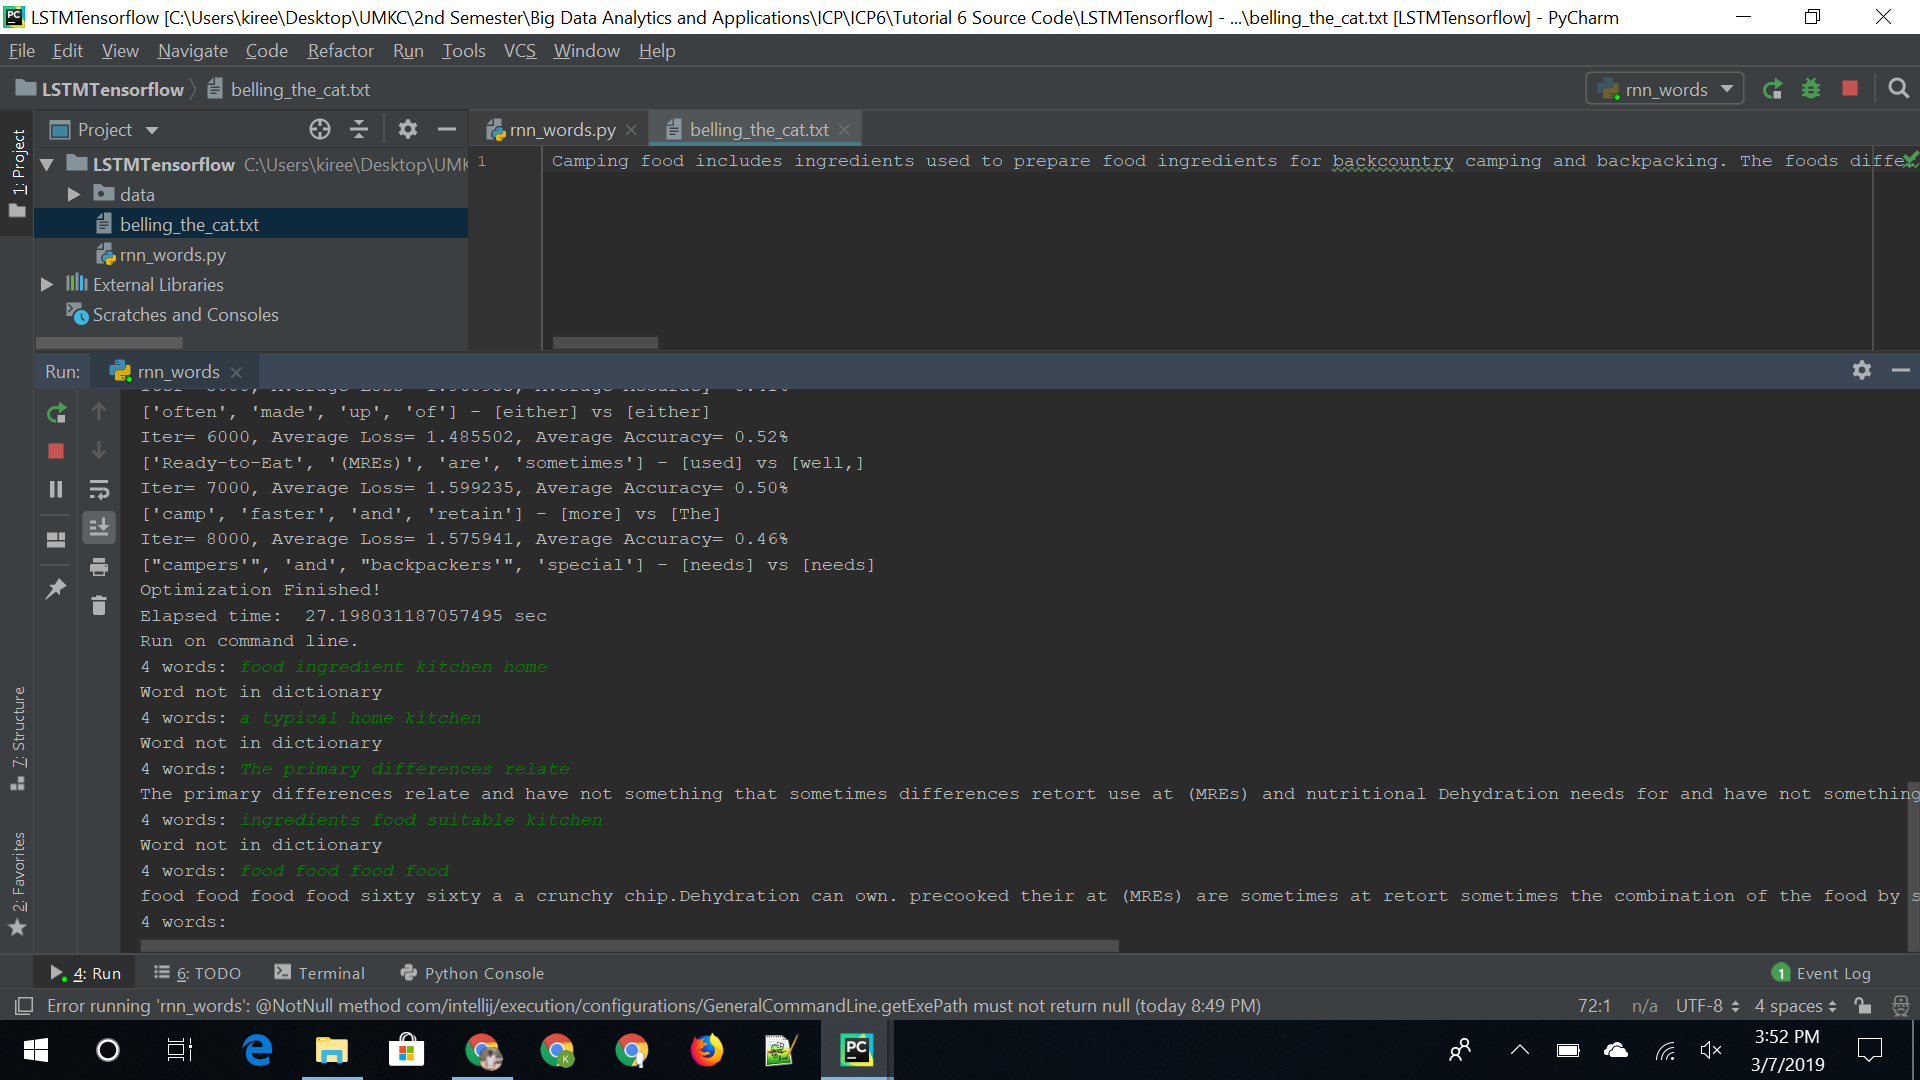 LSTMTensorflow [C:\Users\kiree\Desktop\UMKC\2nd Semester\Big Data Analytics and Applications\ICP\ICP6\Tutorial 6 Source Code\LSTMTensorflow] - ...\belling_the_cat.txt [LSTMTensorflow] - PyCharm
File Edit View Navigate Code Refactor Run Tools VCS Window Help
LSTMTensorflow belling_the_cat.txt rnn_words
1: Project
Project rnn_words.py belling_the_cat.txt
LSTMTensorflow C:\Users\kiree\Desktop\UMK
data
belling_the_cat.txt
rnn_words.py
External Libraries
Scratches and Consoles
1 Camping food includes ingredients used to prepare food ingredients for backcountry camping and backpacking. The foods differ
Run: rnn_words
['often', 'made', 'up', 'of'] - [either] vs [either]
Iter= 6000, Average Loss= 1.485502, Average Accuracy= 0.52%
['Ready-to-Eat', '(MREs)', 'are', 'sometimes'] - [used] vs [well,]
Iter= 7000, Average Loss= 1.599235, Average Accuracy= 0.50%
['camp', 'faster', 'and', 'retain'] - [more] vs [The]
Iter= 8000, Average Loss= 1.575941, Average Accuracy= 0.46%
["campers'", 'and', "backpackers'", 'special'] - [needs] vs [needs]
Optimization Finished!
Elapsed time:  27.198031187057495 sec
Run on command line.
4 words: food ingredient kitchen home
Word not in dictionary
4 words: a typical home kitchen
Word not in dictionary
4 words: The primary differences relate
The primary differences relate and have not something that sometimes differences retort use at (MREs) and nutritional Dehydration needs for and have not something
4 words: ingredients food suitable kitchen
Word not in dictionary
4 words: food food food food
food food food food sixty sixty a a crunchy chip.Dehydration can own. precooked their at (MREs) are sometimes at retort sometimes the combination of the food by s
4 words:
7: Structure
2: Favorites
4: Run 6: TODO Terminal Python Console 1 Event Log
Error running 'rnn_words': @NotNull method com/intellij/execution/configurations/GeneralCommandLine.getExePath must not return null (today 8:49 PM) 72:1 n/a UTF-8 4 spaces
3:52 PM
3/7/2019